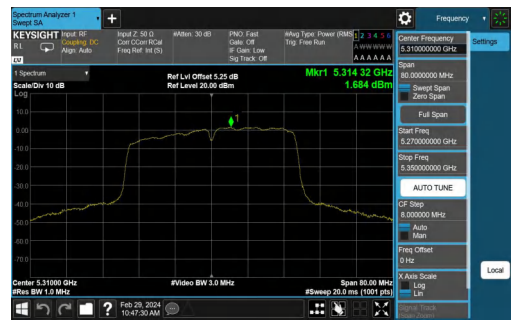 Spectrum Analyzer 1
Swept SA
+
Frequency
KEYSIGHT
RL
LV
Input: RF
Coupling: DC
Align: Auto
Input Z: 50 Ω
Corr CCorr RCal
Freq Ref: Int (S)
#Atten: 30 dB
PNO: Fast
Gate: Off
IF Gain: Low
Sig Track: Off
#Avg Type: Power (RMS
Trig: Free Run
1 2 3 4 5 6
A W W W W W
A A A A A A
1 Spectrum
Scale/Div 10 dB
Log
Ref Lvl Offset 5.25 dB
Ref Level 20.00 dBm
Mkr1 5.314 32 GHz
1.684 dBm
1
10.0
0.00
-10.0
-20.0
-30.0
-40.0
-50.0
-60.0
-70.0
Center 5.31000 GHz
#Res BW 1.0 MHz
#Video BW 3.0 MHz
Span 80.00 MHz
#Sweep 20.0 ms (1001 pts)
Center Frequency
5.310000000 GHz
Settings
Span
80.0000000 MHz
Swept Span
Zero Span
Full Span
Start Freq
5.270000000 GHz
Stop Freq
5.350000000 GHz
AUTO TUNE
CF Step
8.000000 MHz
Auto
Man
Freq Offset
0 Hz
X Axis Scale
Log
Lin
Local
Signal Track
?
Feb 29, 2024
10:47:30 AM